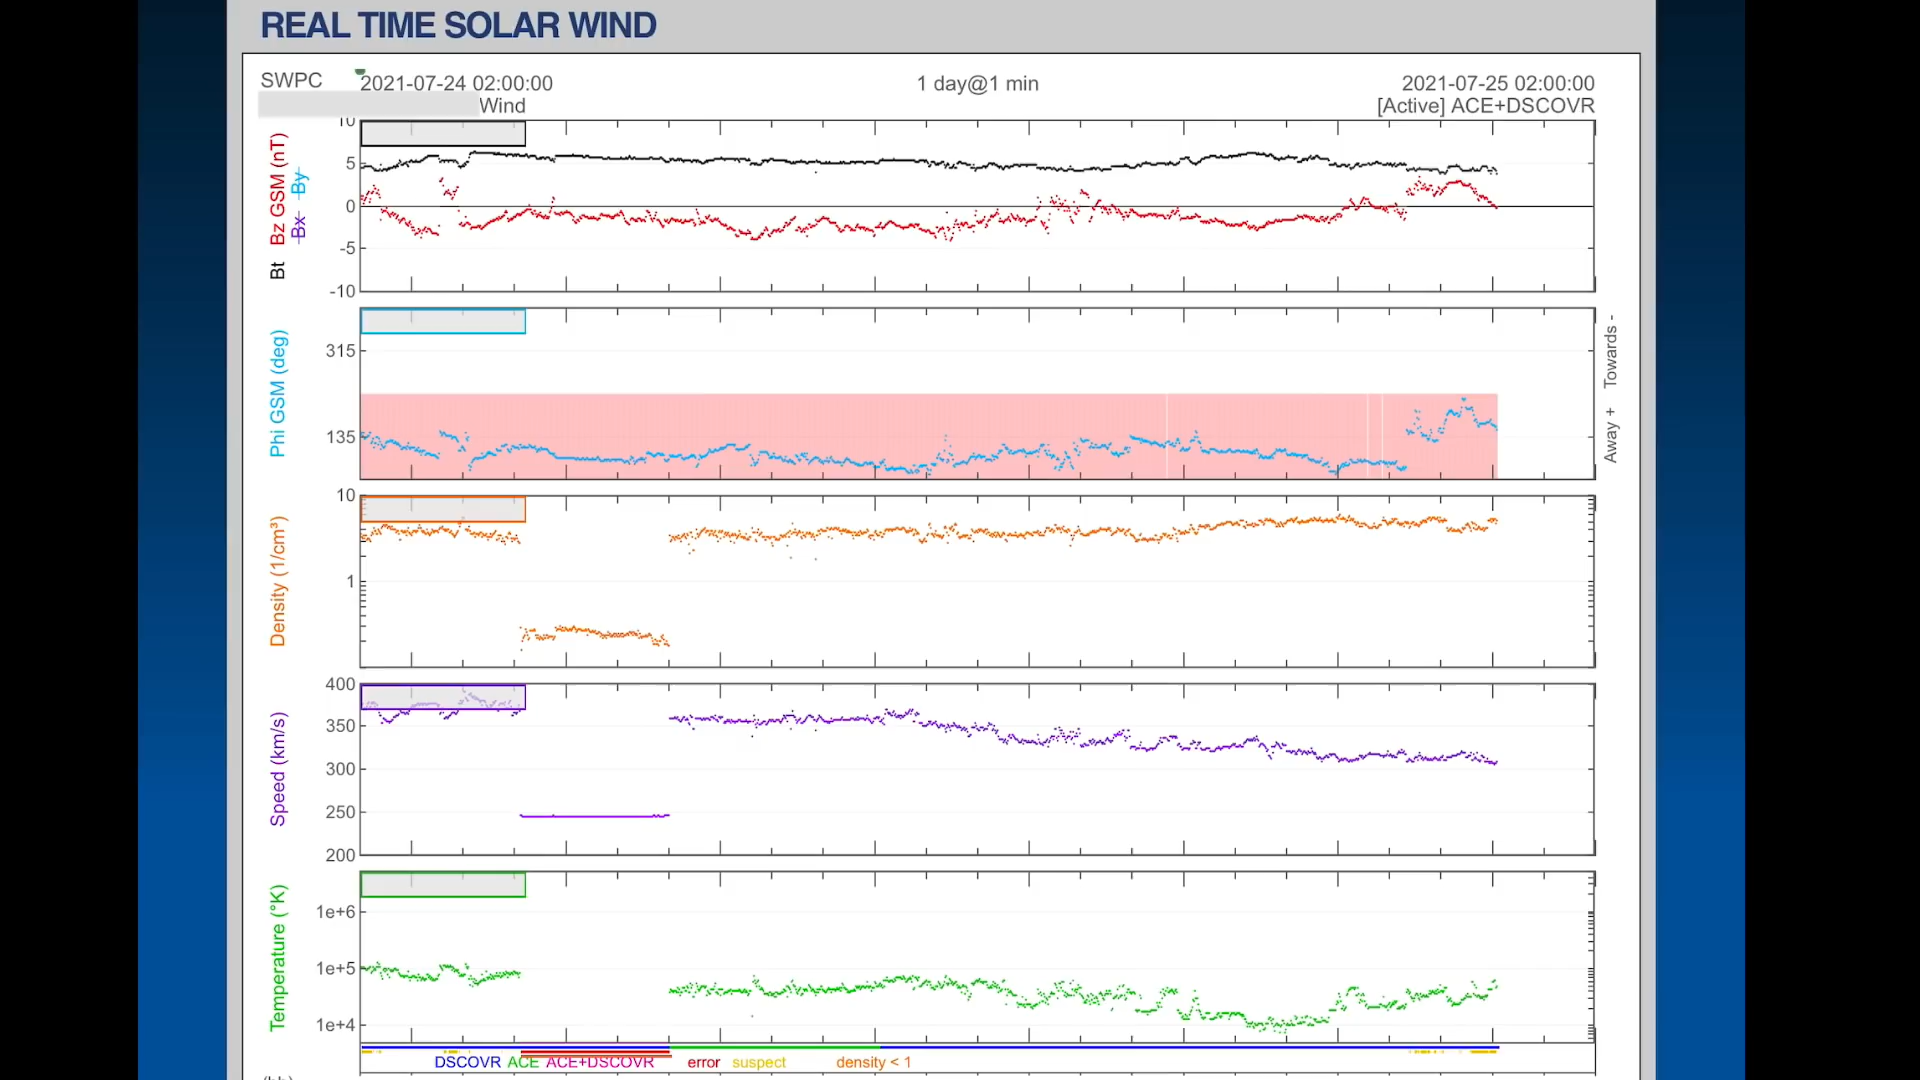 REAL TIME SOLAR WIND
SWPC 2021-07-24 02:00:00 1 day@1 min 2021-07-25 02:00:00
Wind [Active] ACE+DSCOVR
Bt Bz GSM (nT)
Bx By
10
5
0
-5
-10
Phi GSM (deg)
315
135
Away + Towards -
Density (1/cm³)
10
1
Speed (km/s)
400
350
300
250
200
Temperature (°K)
1e+6
1e+5
1e+4
DSCOVR ACE ACE+DSCOVR error suspect density < 1